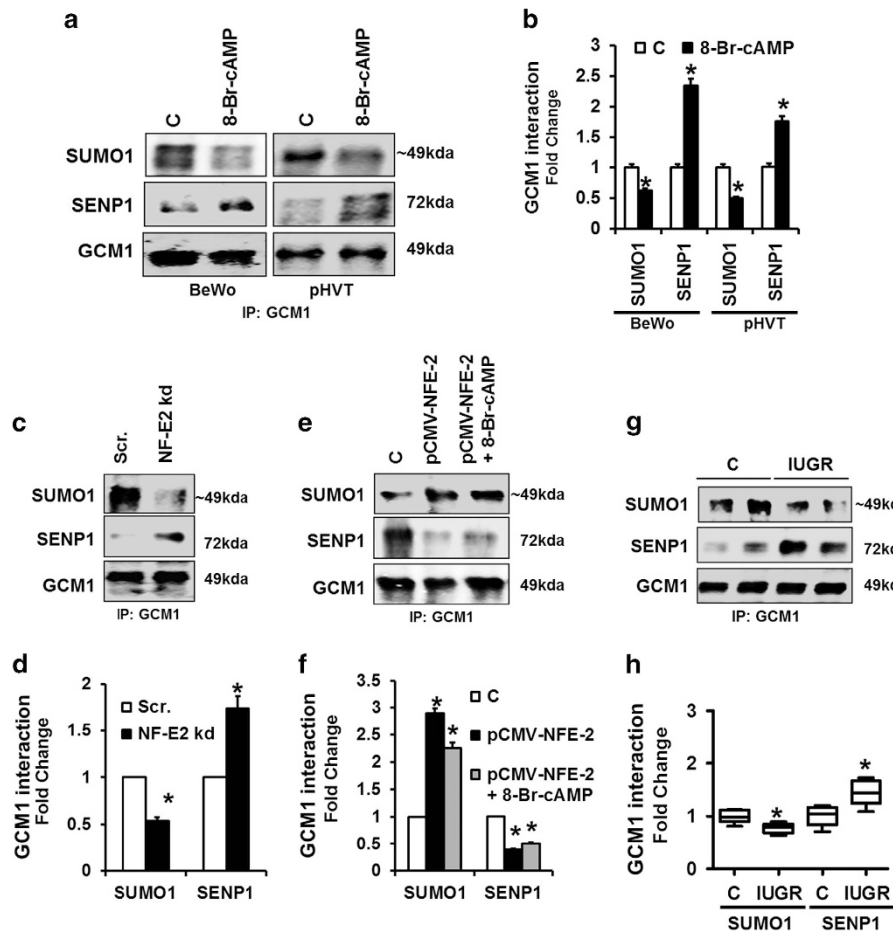 a
C
8-Br-cAMP
C
8-Br-cAMP
SUMO1
~49kda
SENP1
72kda
GCM1
49kda
BeWo
pHVT
IP: GCM1
b
C
8-Br-cAMP
GCM1 interaction
Fold Change
3
2.5
2
1.5
1
0.5
0
*
*
*
*
SUMO1
SENP1
SUMO1
SENP1
BeWo
pHVT
c
Scr.
NF-E2 kd
SUMO1
~49kda
SENP1
72kda
GCM1
49kda
IP: GCM1
e
C
pCMV-NFE-2
pCMV-NFE-2
+ 8-Br-cAMP
SUMO1
~49kda
SENP1
72kda
GCM1
49kda
IP: GCM1
g
C
IUGR
SUMO1
~49kd
SENP1
72kd
GCM1
49kd
IP: GCM1
d
GCM1 interaction
Fold Change
2
1.5
1
0.5
0
Scr.
NF-E2 kd
*
*
SUMO1
SENP1
f
GCM1 interaction
Fold Change
3.5
3
2.5
2
1.5
1
0.5
0
C
pCMV-NFE-2
pCMV-NFE-2
+ 8-Br-cAMP
*
*
*
*
SUMO1
SENP1
h
GCM1 interaction
Fold Change
3
2
1
0
*
*
C
IUGR
C
IUGR
SUMO1
SENP1